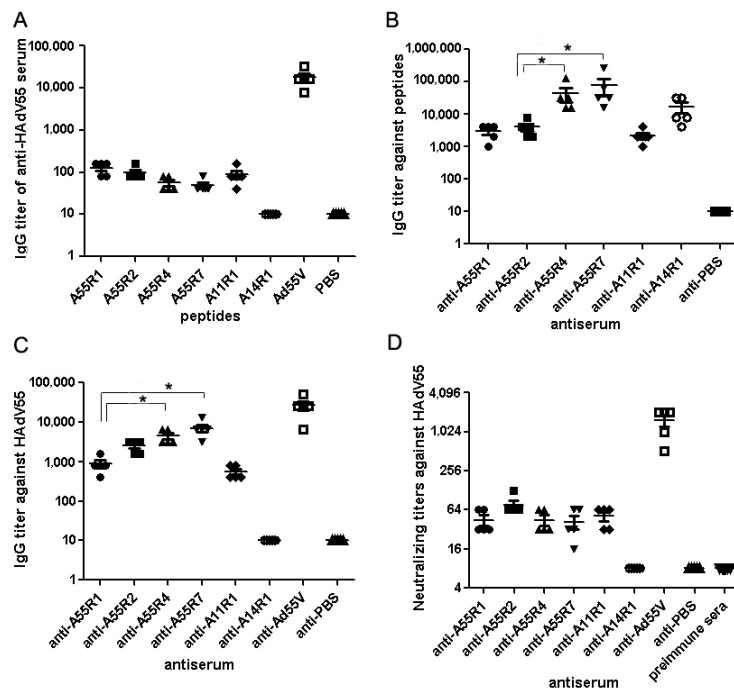 A
IgG titer of anti-HAdV55 serum
100,000
10,000
1,000
100
10
1
A55R1
A55R2
A55R4
A55R7
A11R1
A14R1
Ad55V
PBS
peptides
B
IgG titer against peptides
1,000,000
100,000
10,000
1,000
100
10
1
*
*
anti-A55R1
anti-A55R2
anti-A55R4
anti-A55R7
anti-A11R1
anti-A14R1
anti-PBS
antiserum
C
IgG titer against HAdV55
100,000
10,000
1,000
100
10
1
*
*
anti-A55R1
anti-A55R2
anti-A55R4
anti-A55R7
anti-A11R1
anti-A14R1
anti-Ad55V
anti-PBS
antiserum
D
Neutralizing titers against HAdV55
4,096
1,024
256
64
16
4
anti-A55R1
anti-A55R2
anti-A55R4
anti-A55R7
anti-A11R1
anti-A14R1
anti-Ad55V
anti-PBS
preimmune sera
antiserum